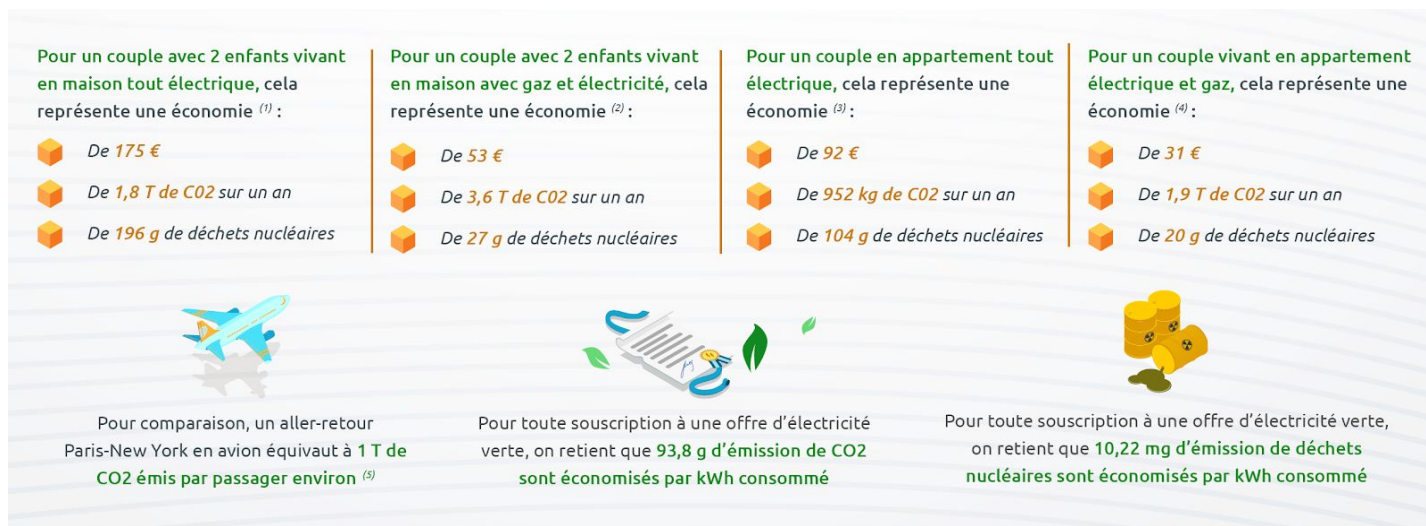 Pour un couple avec 2 enfants vivant
en maison tout électrique, cela
représente une économie (1) :
De 175 €
De 1,8 T de C02 sur un an
De 196 g de déchets nucléaires
Pour un couple avec 2 enfants vivant
en maison avec gaz et électricité, cela
représente une économie (2) :
De 53 €
De 3,6 T de C02 sur un an
De 27 g de déchets nucléaires
Pour un couple en appartement tout
électrique, cela représente une
économie (3) :
De 92 €
De 952 kg de C02 sur un an
De 104 g de déchets nucléaires
Pour un couple vivant en appartement
électrique et gaz, cela représente une
économie (4) :
De 31 €
De 1,9 T de C02 sur un an
De 20 g de déchets nucléaires
Pour comparaison, un aller-retour
Paris-New York en avion équivaut à 1 T de
CO2 émis par passager environ (5)
Pour toute souscription à une offre d'électricité
verte, on retient que 93,8 g d'émission de CO2
sont économisés par kWh consommé
Pour toute souscription à une offre d'électricité verte,
on retient que 10,22 mg d'émission de déchets
nucléaires sont économisés par kWh consommé